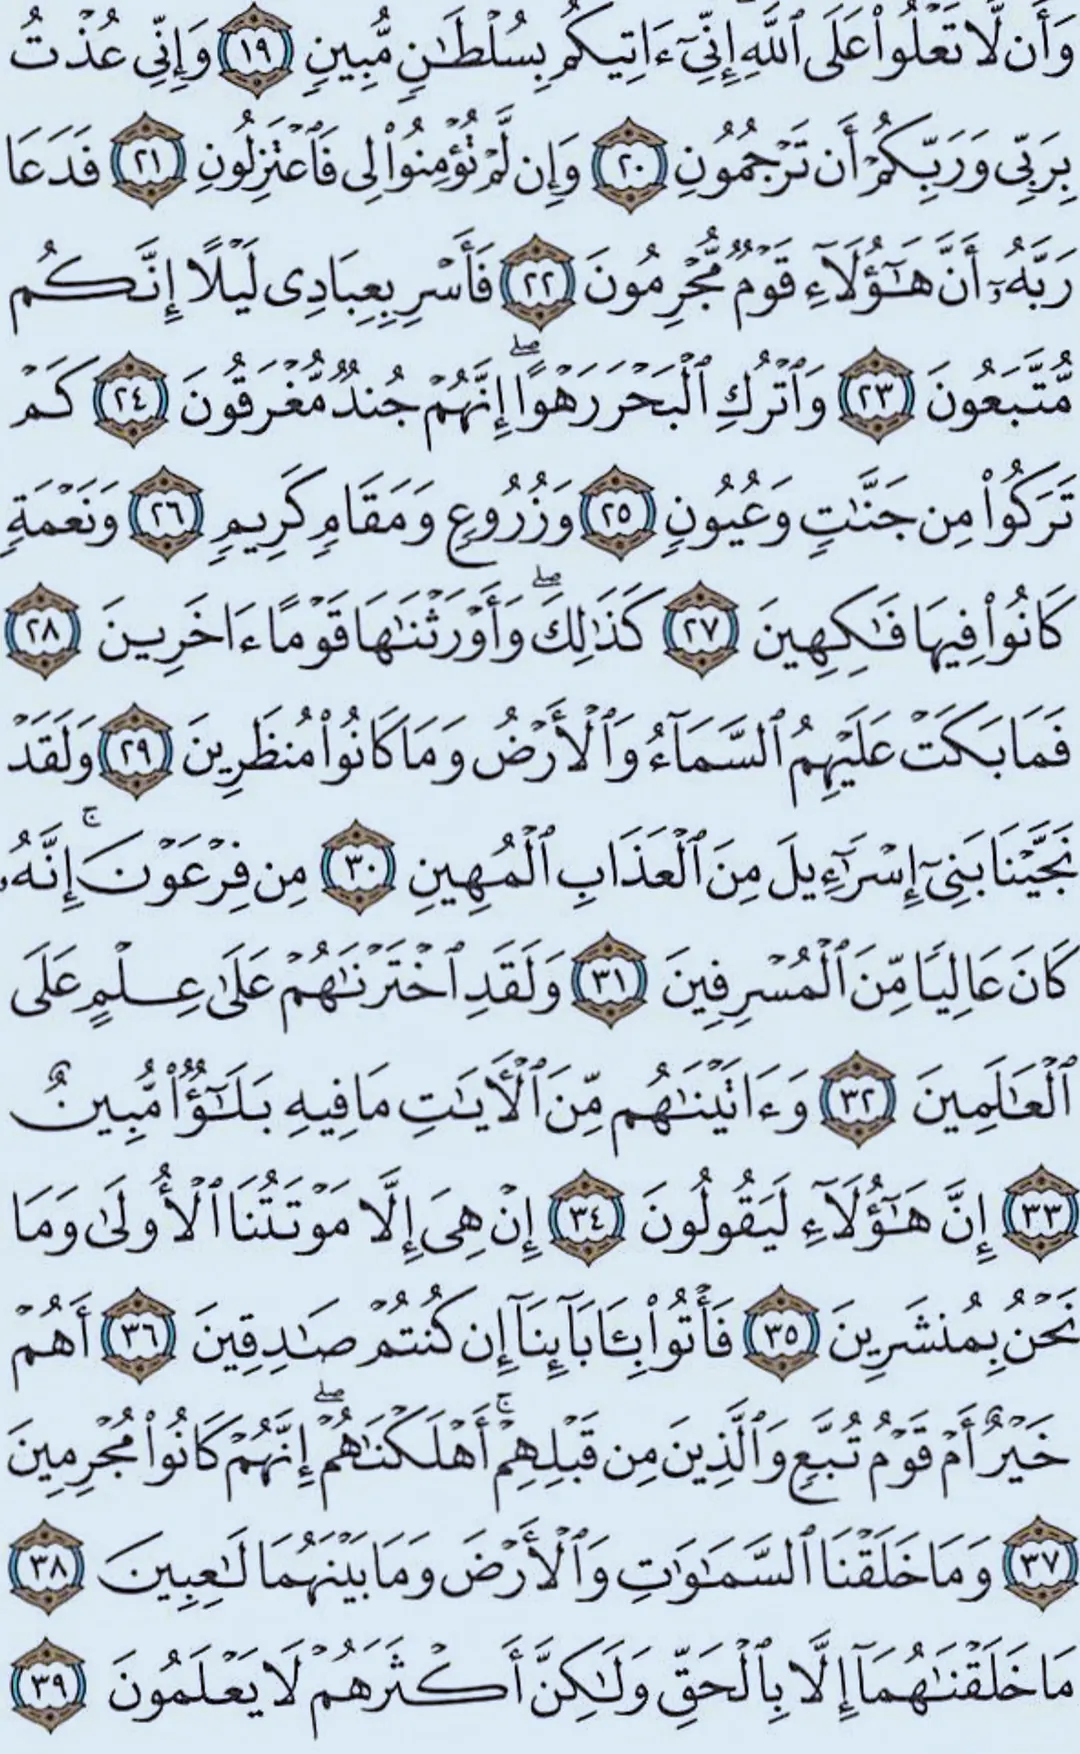 وَأَن لَّا تَعْلُوا۟ عَلَى ٱللَّهِ إِنِّىٓ ءَاتِيكُم بِسُلْطَٰنٍ مُّبِينٍ ١٩ وَإِنِّى عُذْتُ
بِرَبِّى وَرَبِّكُمْ أَن تَرْجُمُونِ ٢٠ وَإِن لَّمْ تُؤْمِنُوا۟ لِى فَٱعْتَزِلُونِ ٢١ فَدَعَا
رَبَّهُۥٓ أَنَّ هَٰٓؤُلَآءِ قَوْمٌ مُّجْرِمُونَ ٢٢ فَأَسْرِ بِعِبَادِى لَيْلًا إِنَّكُم
مُّتَّبَعُونَ ٢٣ وَٱتْرُكِ ٱلْبَحْرَ رَهْوًا ۖ إِنَّهُمْ جُندٌ مُّغْرَقُونَ ٢٤ كَمْ
تَرَكُوا۟ مِن جَنَّٰتٍ وَعُيُونٍ ٢٥ وَزُرُوعٍ وَمَقَامٍ كَرِيمٍ ٢٦ وَنَعْمَةٍ
كَانُوا۟ فِيهَا فَٰكِهِينَ ٢٧ كَذَٰلِكَ ۖ وَأَوْرَثْنَٰهَا قَوْمًا ءَاخَرِينَ ٢٨
فَمَا بَكَتْ عَلَيْهِمُ ٱلسَّمَآءُ وَٱلْأَرْضُ وَمَا كَانُوا۟ مُنظَرِينَ ٢٩ وَلَقَدْ
نَجَّيْنَا بَنِىٓ إِسْرَٰٓءِيلَ مِنَ ٱلْعَذَابِ ٱلْمُهِينِ ٣٠ مِن فِرْعَوْنَ ۚ إِنَّهُۥ
كَانَ عَالِيًا مِّنَ ٱلْمُسْرِفِينَ ٣١ وَلَقَدِ ٱخْتَرْنَٰهُمْ عَلَىٰ عِلْمٍ عَلَى
ٱلْعَٰلَمِينَ ٣٢ وَءَاتَيْنَٰهُم مِّنَ ٱلْءَايَٰتِ مَا فِيهِ بَلَٰٓؤٌا۟ مُّبِينٌ
٣٣ إِنَّ هَٰٓؤُلَآءِ لَيَقُولُونَ ٣٤ إِنْ هِىَ إِلَّا مَوْتَتُنَا ٱلْأُولَىٰ وَمَا
نَحْنُ بِمُنشَرِينَ ٣٥ فَأْتُوا۟ بِـَٔابَآئِنَآ إِن كُنتُمْ صَٰدِقِينَ ٣٦ أَهُمْ
خَيْرٌ أَمْ قَوْمُ تُبَّعٍ وَٱلَّذِينَ مِن قَبْلِهِمْ ۚ أَهْلَكْنَٰهُمْ ۖ إِنَّهُمْ كَانُوا۟ مُجْرِمِينَ
٣٧ وَمَا خَلَقْنَا ٱلسَّمَٰوَٰتِ وَٱلْأَرْضَ وَمَا بَيْنَهُمَا لَٰعِبِينَ ٣٨
مَا خَلَقْنَٰهُمَآ إِلَّا بِٱلْحَقِّ وَلَٰكِنَّ أَكْثَرَهُمْ لَا يَعْلَمُونَ ٣٩